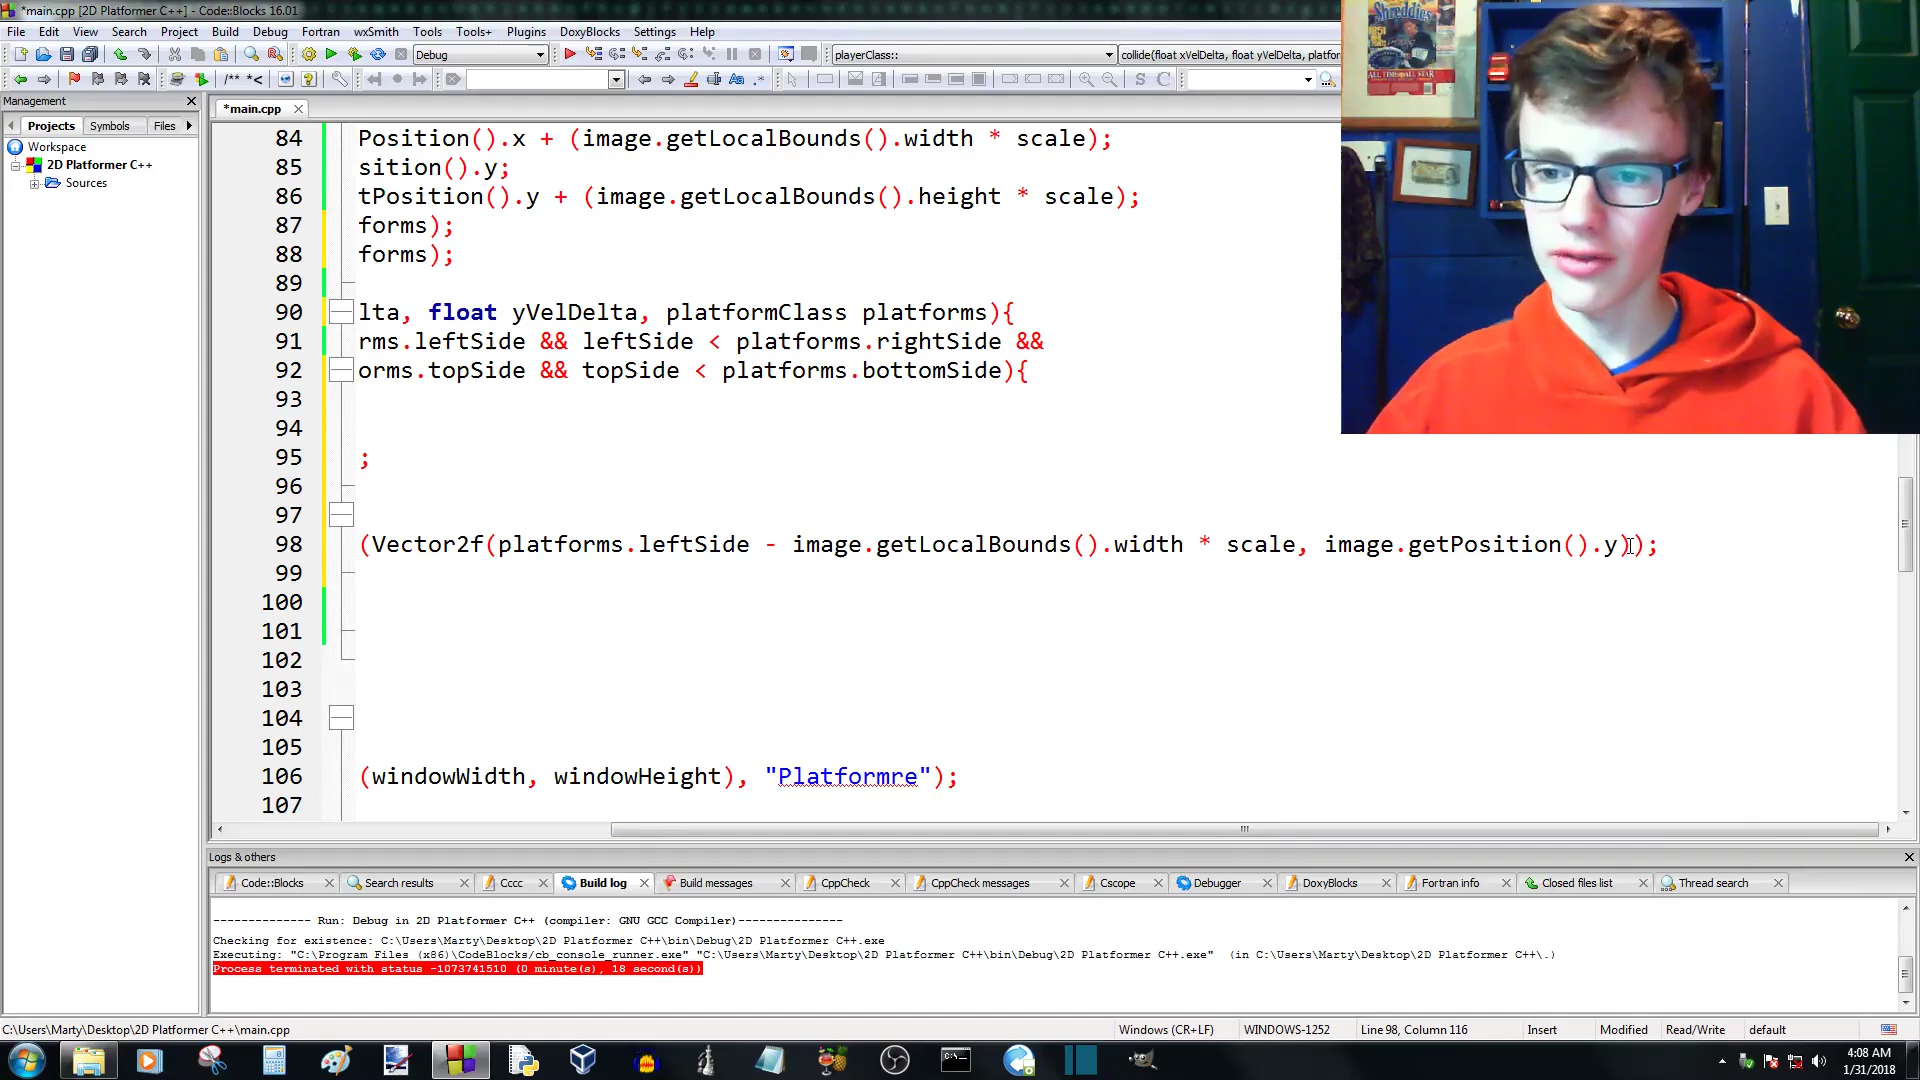 *main.cpp [2D Platformer C++] - Code::Blocks 16.01
File Edit View Search Project Build Debug Fortran wxSmith Tools Tools+ Plugins DoxyBlocks Settings Help
Debug
playerClass::
collide(float xVelDelta, float yVelDelta, platfor
/** *<
Management
*main.cpp
Projects Symbols Files
Workspace
2D Platformer C++
Sources
84 Position().x + (image.getLocalBounds().width * scale);
85 sition().y;
86 tPosition().y + (image.getLocalBounds().height * scale);
87 forms);
88 forms);
89
90 lta, float yVelDelta, platformClass platforms){
91 rms.leftSide && leftSide < platforms.rightSide &&
92 orms.topSide && topSide < platforms.bottomSide){
93
94
95 ;
96
97
98 (Vector2f(platforms.leftSide - image.getLocalBounds().width * scale, image.getPosition().y));
99
100
101
102
103
104
105
106 (windowWidth, windowHeight), "Platformre");
107
Logs & others
Code::Blocks Search results Cccc Build log Build messages CppCheck CppCheck messages Cscope Debugger DoxyBlocks Fortran info Closed files list Thread search
-------------- Run: Debug in 2D Platformer C++ (compiler: GNU GCC Compiler)---------------
Checking for existence: C:\Users\Marty\Desktop\2D Platformer C++\bin\Debug\2D Platformer C++.exe
Executing: "C:\Program Files (x86)\CodeBlocks/cb_console_runner.exe" "C:\Users\Marty\Desktop\2D Platformer C++\bin\Debug\2D Platformer C++.exe" (in C:\Users\Marty\Desktop\2D Platformer C++\.)
Process terminated with status -1073741510 (0 minute(s), 18 second(s))
C:\Users\Marty\Desktop\2D Platformer C++\main.cpp
Windows (CR+LF) WINDOWS-1252 Line 98, Column 116 Insert Modified Read/Write default
4:08 AM
1/31/2018
Shreddies
ALL TIME ALL STAR